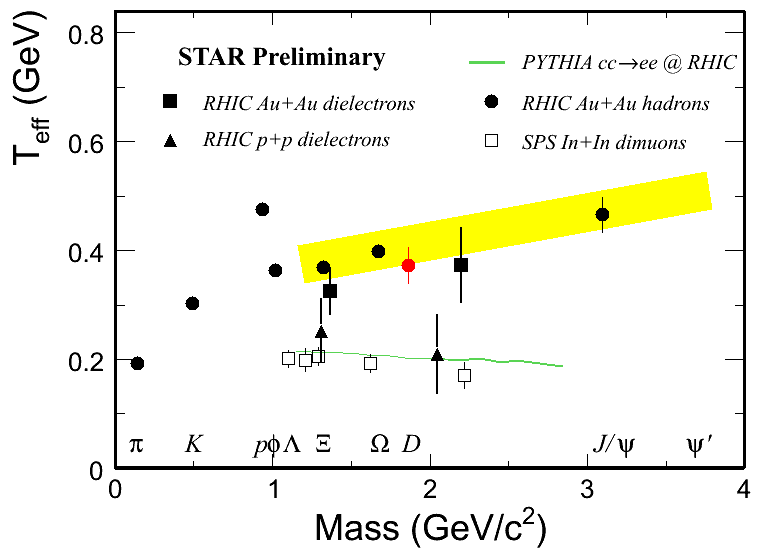 T_eff (GeV)
0.8
0.6
0.4
0.2
0
STAR Preliminary
PYTHIA cc→ee @ RHIC
RHIC Au+Au dielectrons
RHIC Au+Au hadrons
RHIC p+p dielectrons
SPS In+In dimuons
π K pϕΛ Ξ Ω D J/ψ ψ′
0 1 2 3 4
Mass (GeV/c²)